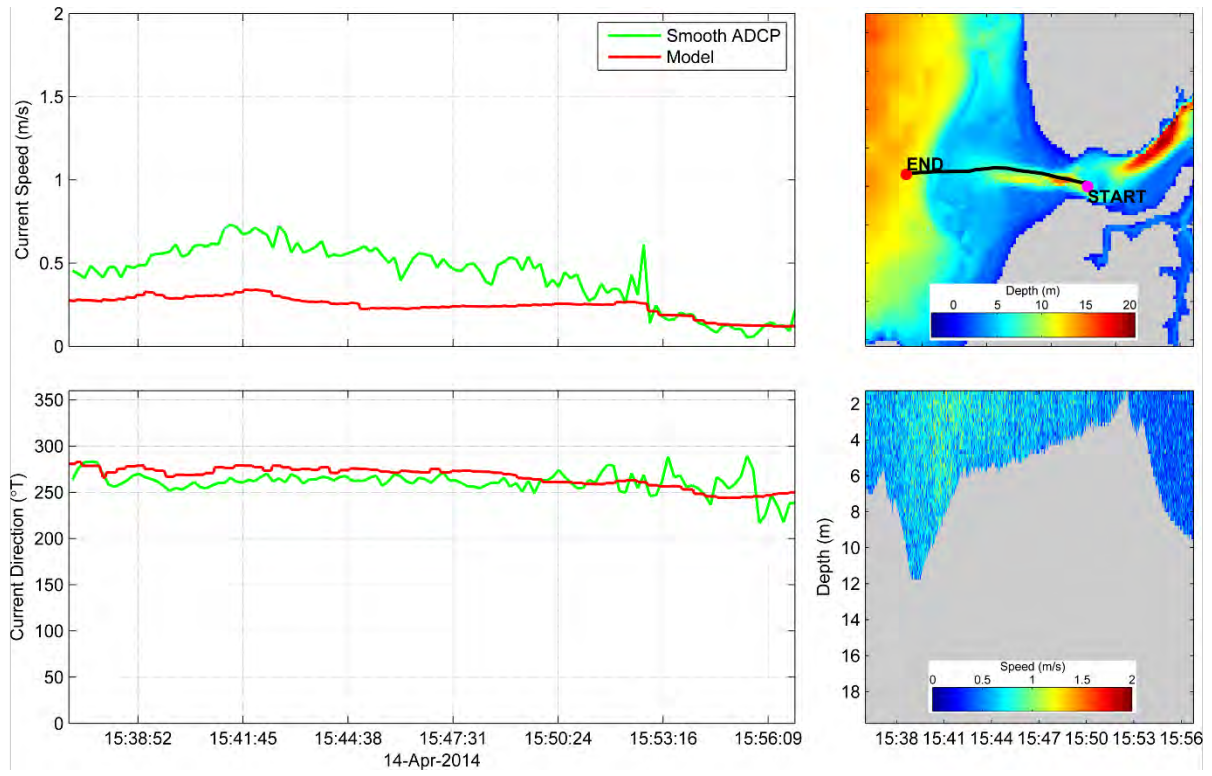 Smooth ADCP
Model
Current Speed (m/s)
2
1.5
1
0.5
0
END
START
Depth (m)
0 5 10 15 20
Current Direction (°T)
350
300
250
200
150
100
50
0
15:38:52 15:41:45 15:44:38 15:47:31 15:50:24 15:53:16 15:56:09
14-Apr-2014
Depth (m)
2
4
6
8
10
12
14
16
18
Speed (m/s)
0 0.5 1 1.5 2
15:38 15:41 15:44 15:47 15:50 15:53 15:56